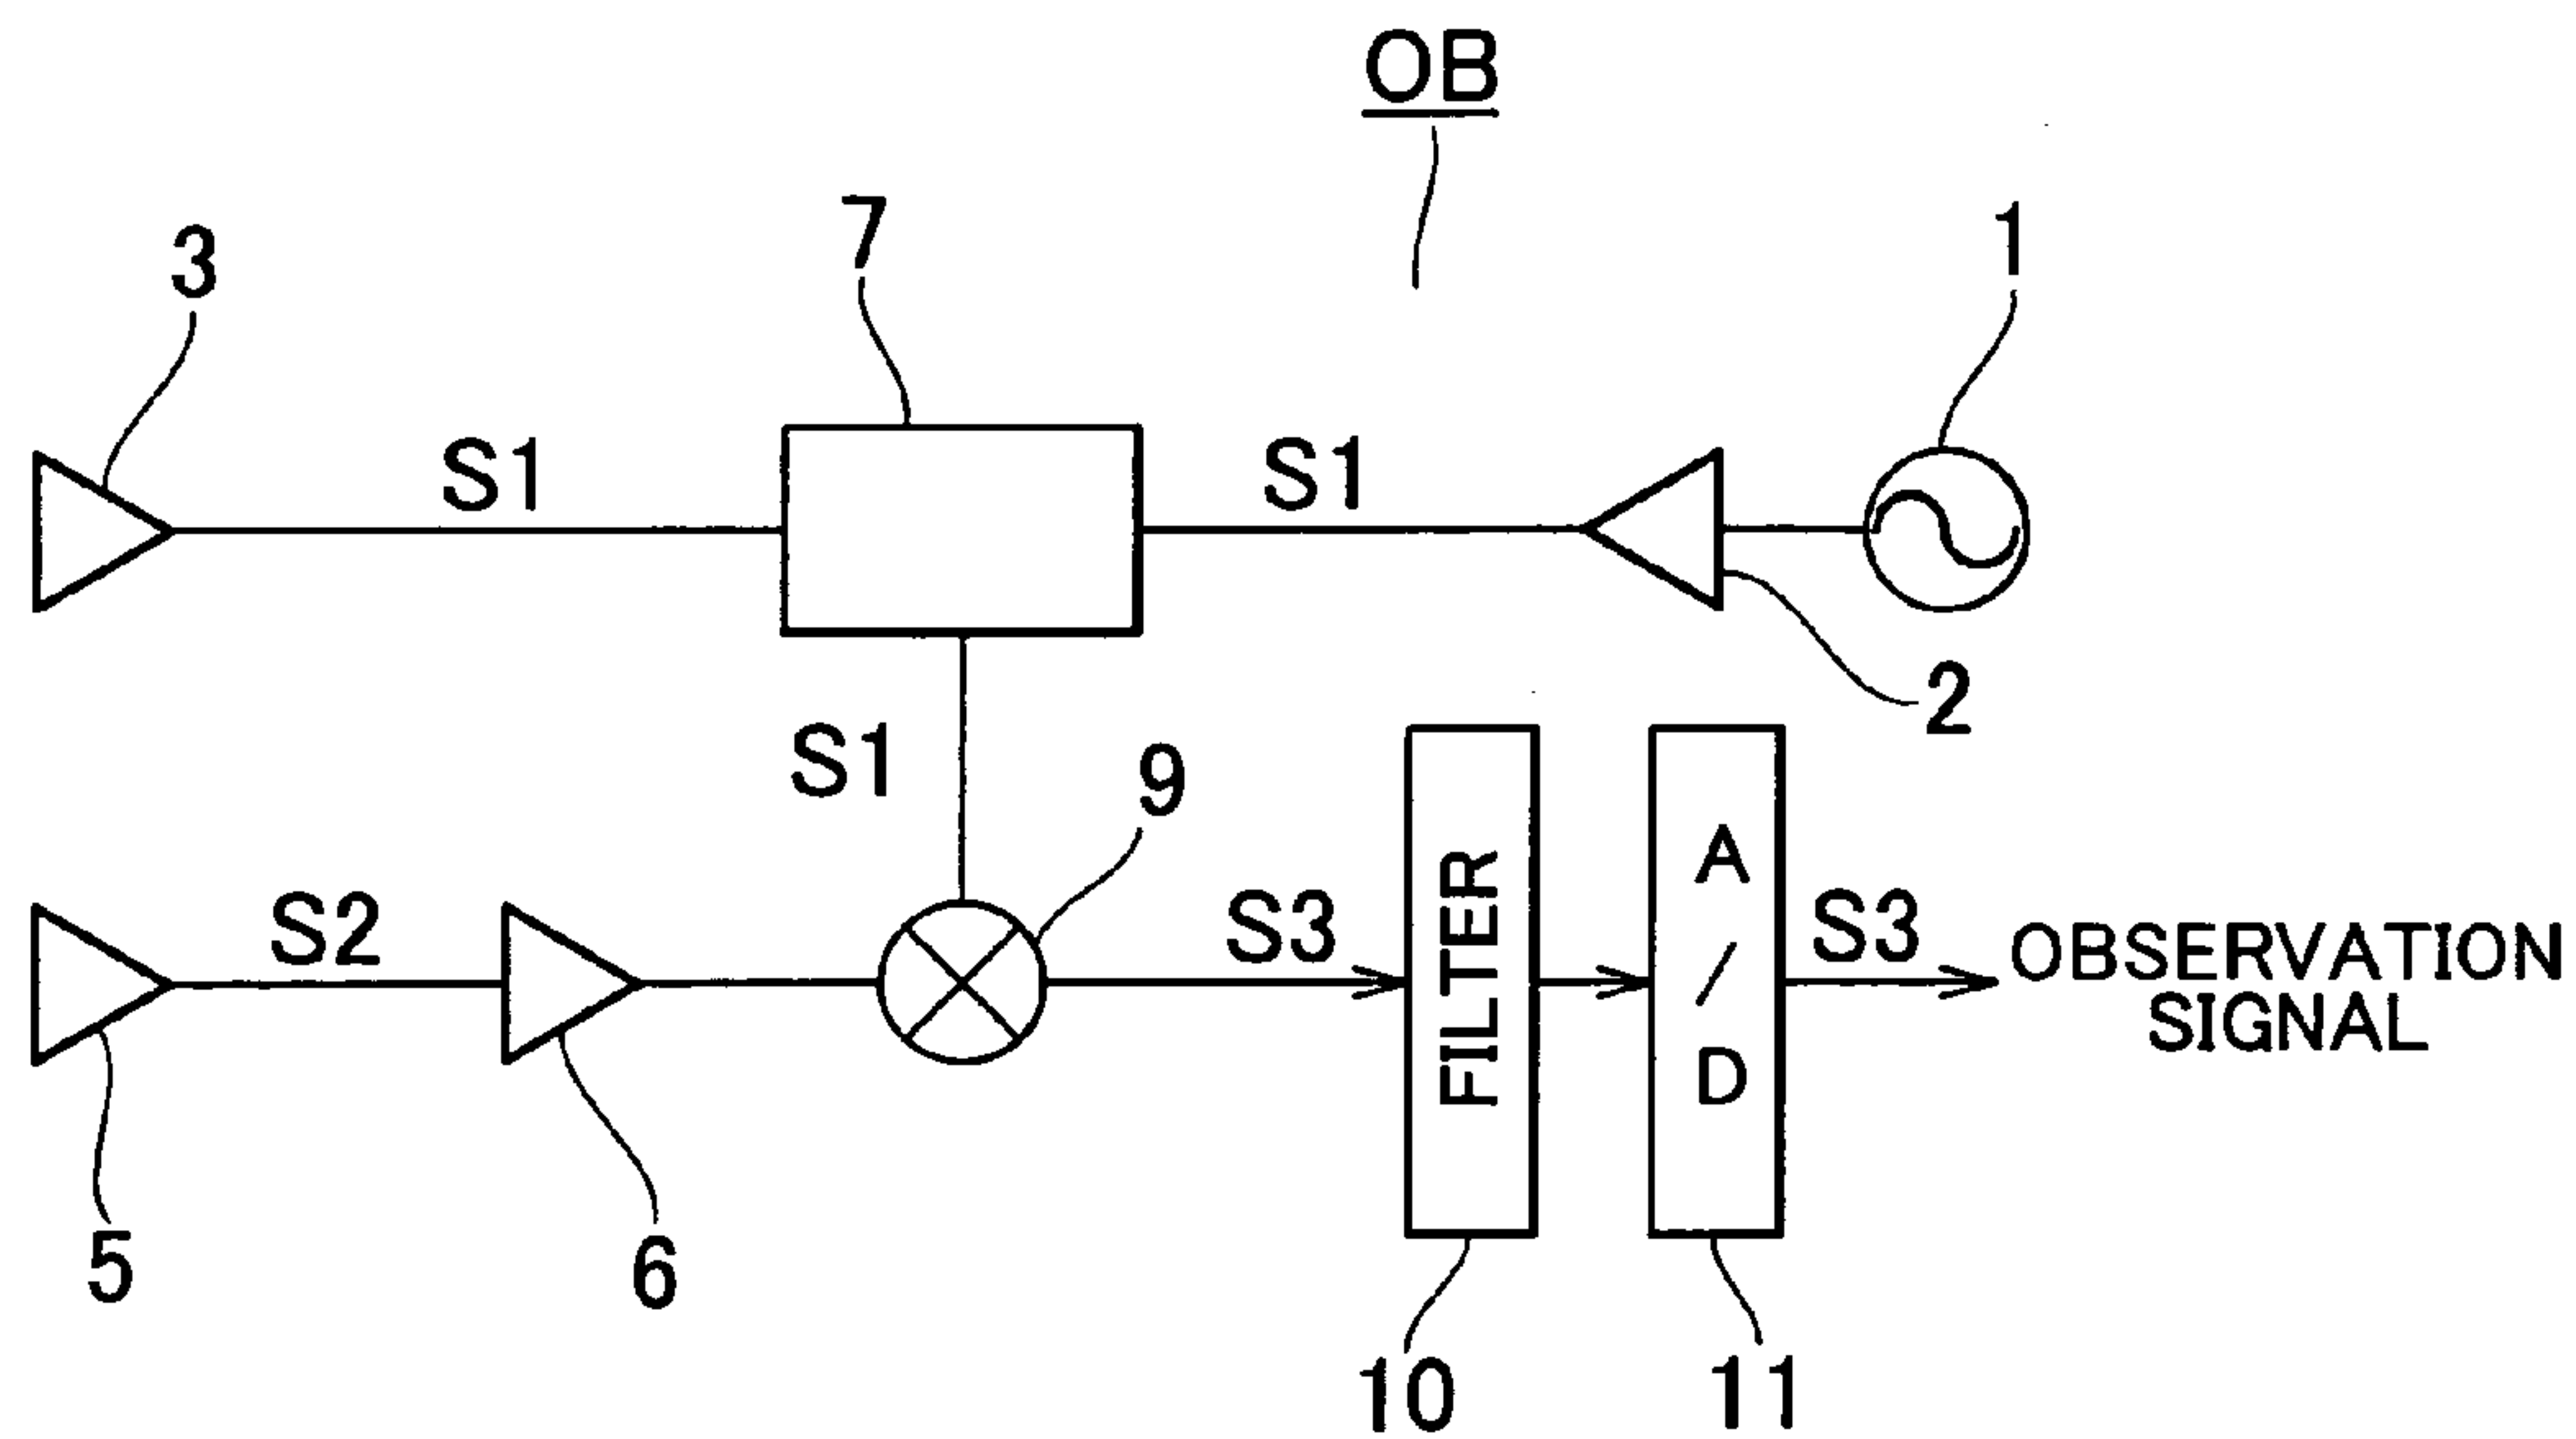 OB
7
1
3
S1
S1
2
S1
9
S2
S3
FILTER
A
/
D
S3
OBSERVATION
SIGNAL
5
6
10
11